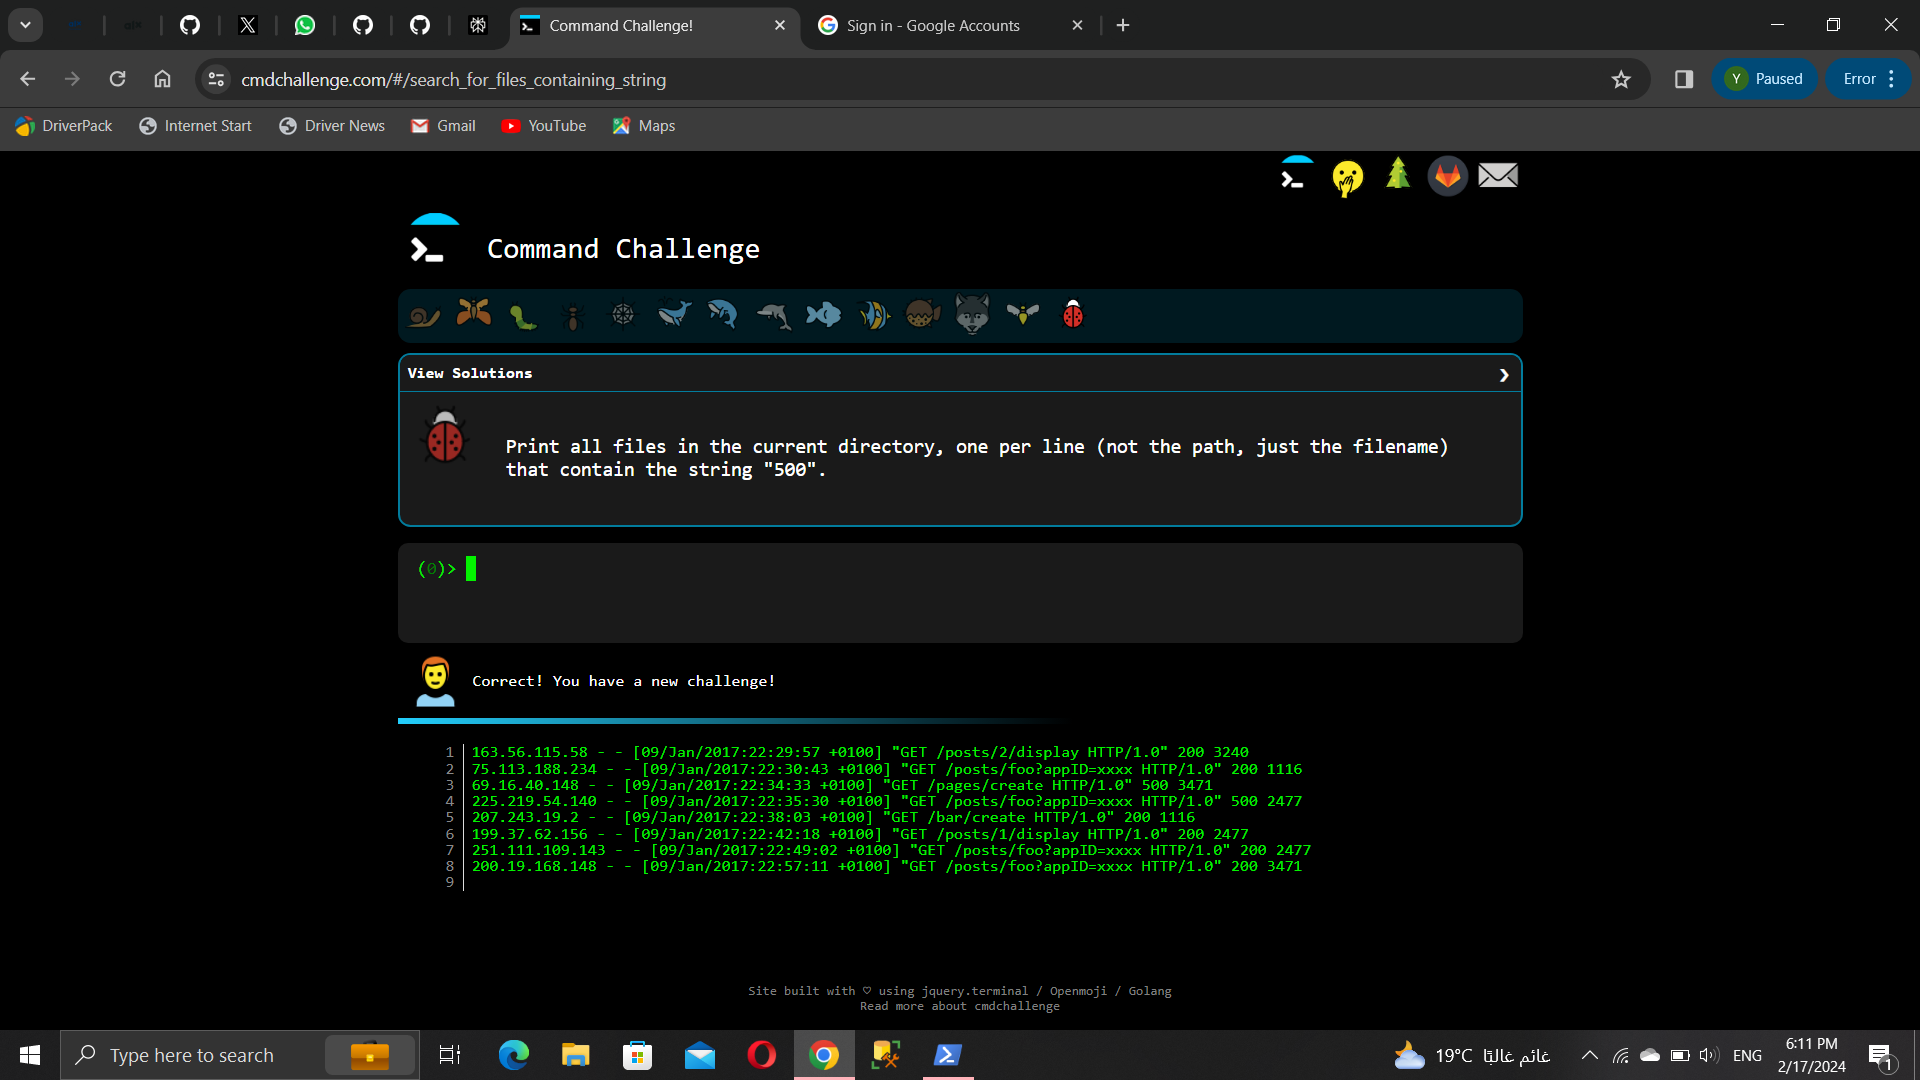 Command Challenge!
Sign in - Google Accounts
cmdchallenge.com/#/search_for_files_containing_string
Y Paused
Error
DriverPack
Internet Start
Driver News
Gmail
YouTube
Maps
Command Challenge
View Solutions
Print all files in the current directory, one per line (not the path, just the filename)
that contain the string "500".
(0)>
Correct! You have a new challenge!
1 163.56.115.58 - - [09/Jan/2017:22:29:57 +0100] "GET /posts/2/display HTTP/1.0" 200 3240
2 75.113.188.234 - - [09/Jan/2017:22:30:43 +0100] "GET /posts/foo?appID=xxxx HTTP/1.0" 200 1116
3 69.16.40.148 - - [09/Jan/2017:22:34:33 +0100] "GET /pages/create HTTP/1.0" 500 3471
4 225.219.54.140 - - [09/Jan/2017:22:35:30 +0100] "GET /posts/foo?appID=xxxx HTTP/1.0" 500 2477
5 207.243.19.2 - - [09/Jan/2017:22:38:03 +0100] "GET /bar/create HTTP/1.0" 200 1116
6 199.37.62.156 - - [09/Jan/2017:22:42:18 +0100] "GET /posts/1/display HTTP/1.0" 200 2477
7 251.111.109.143 - - [09/Jan/2017:22:49:02 +0100] "GET /posts/foo?appID=xxxx HTTP/1.0" 200 2477
8 200.19.168.148 - - [09/Jan/2017:22:57:11 +0100] "GET /posts/foo?appID=xxxx HTTP/1.0" 200 3471
9
Site built with ♡ using jquery.terminal / Openmoji / Golang
Read more about cmdchallenge
Type here to search
19°C غائم غالبًا
ENG
6:11 PM
2/17/2024
1